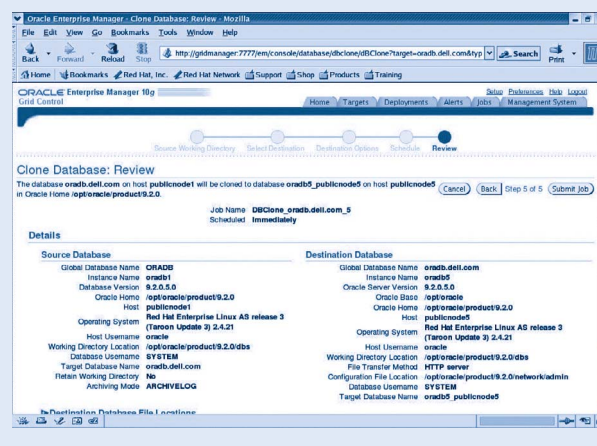 Oracle Enterprise Manager - Clone Database: Review - Mozilla
File Edit View Go Bookmarks Tools Window Help
Back Forward Reload Stop http://gridmanager:7777/em/console/database/dbclone/dBClone?target=oradb.dell.com&typ Search Print
Home Bookmarks Red Hat, Inc. Red Hat Network Support Shop Products Training
ORACLE Enterprise Manager 10g
Grid Control
Setup Preferences Help Logout
Home Targets Deployments Alerts Jobs Management System
Source Working Directory Select Destination Destination Options Schedule Review
Clone Database: Review
The database oradb.dell.com on host publicnode1 will be cloned to database oradb5_publicnode5 on host publicnode5
in Oracle Home /opt/oracle/product/9.2.0.
Cancel Back Step 5 of 5 Submit Job
Job Name DBClone_oradb.dell.com_5
Scheduled Immediately
Details
Source Database
Global Database Name ORADB
Instance Name oradb1
Database Version 9.2.0.5.0
Oracle Home /opt/oracle/product/9.2.0
Host publicnode1
Operating System Red Hat Enterprise Linux AS release 3
(Taroon Update 3) 2.4.21
Host Username oracle
Working Directory Location /opt/oracle/product/9.2.0/dbs
Database Username SYSTEM
Target Database Name oradb.dell.com
Retain Working Directory No
Archiving Mode ARCHIVELOG
Destination Database
Global Database Name oradb.dell.com
Instance Name oradb5
Oracle Server Version 9.2.0.5.0
Oracle Base /opt/oracle
Oracle Home /opt/oracle/product/9.2.0
Host publicnode5
Operating System Red Hat Enterprise Linux AS release 3
(Taroon Update 3) 2.4.21
Host Username oracle
Working Directory Location /opt/oracle/product/9.2.0/dbs
File Transfer Method HTTP server
Configuration File Location /opt/oracle/product/9.2.0/network/admin
Database Username SYSTEM
Target Database Name oradb5_publicnode5
Destination Database File Locations